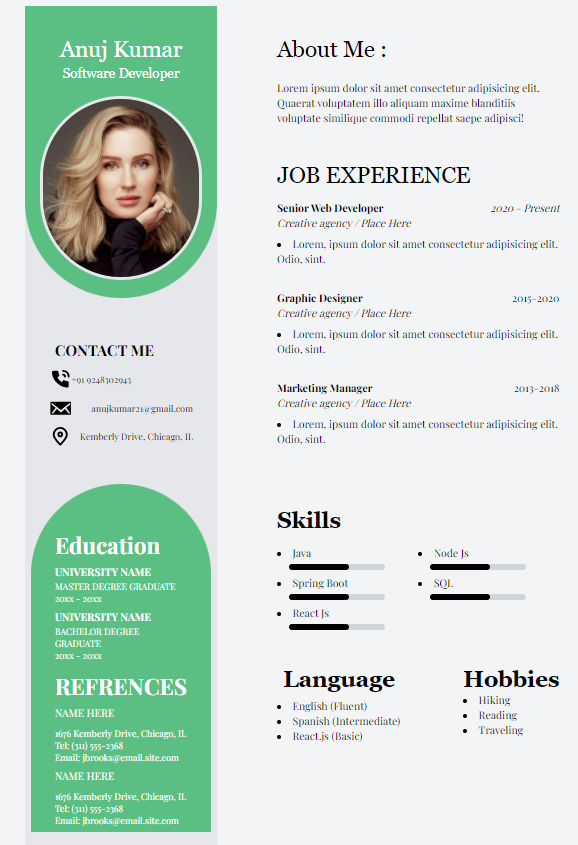 Anuj Kumar
Software Developer
CONTACT ME
+91 9248302943
anujkumar21@gmail.com
Kemberly Drive, Chicago, IL
Education
UNIVERSITY NAME
MASTER DEGREE GRADUATE
20xx - 20xx
UNIVERSITY NAME
BACHELOR DEGREE
GRADUATE
20xx - 20xx
REFRENCES
NAME HERE
1676 Kemberly Drive, Chicago, IL
Tel: (311) 555-2368
Email: jbrooks@email.site.com
NAME HERE
1676 Kemberly Drive, Chicago, IL
Tel: (311) 555-2368
Email: jbrooks@email.site.com
About Me :
Lorem ipsum dolor sit amet consectetur adipisicing elit.
Quaerat voluptatem illo aliquam maxime blanditiis
voluptate similique commodi repellat saepe adipisci!
JOB EXPERIENCE
Senior Web Developer 2020 - Present
Creative agency / Place Here
• Lorem, ipsum dolor sit amet consectetur adipisicing elit.
Odio, sint.
Graphic Designer 2015-2020
Creative agency / Place Here
• Lorem, ipsum dolor sit amet consectetur adipisicing elit.
Odio, sint.
Marketing Manager 2013-2018
Creative agency / Place Here
• Lorem, ipsum dolor sit amet consectetur adipisicing elit.
Odio, sint.
Skills
• Java
• Spring Boot
• React Js
• Node Js
• SQL
Language
• English (Fluent)
• Spanish (Intermediate)
• React.js (Basic)
Hobbies
• Hiking
• Reading
• Traveling